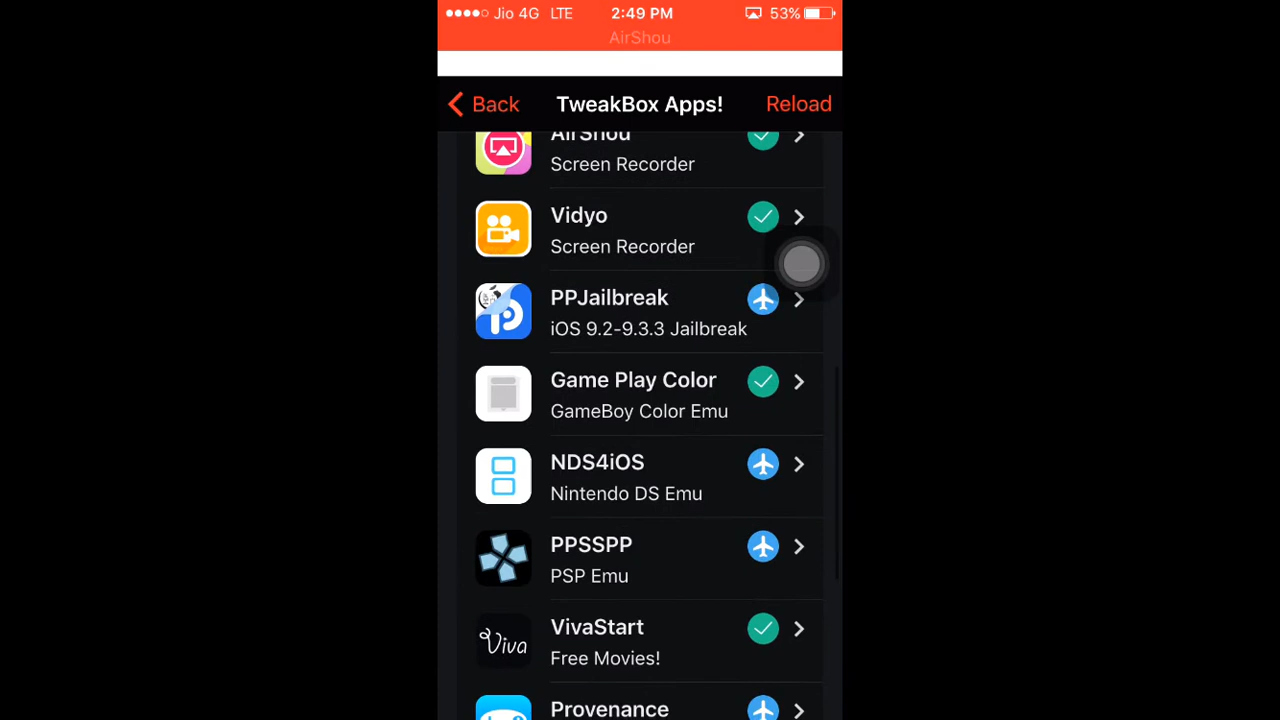 Jio 4G LTE 2:49 PM 53%
AirShou
Back TweakBox Apps! Reload
AirShou
Screen Recorder
Vidyo
Screen Recorder
PPJailbreak
iOS 9.2-9.3.3 Jailbreak
Game Play Color
GameBoy Color Emu
NDS4iOS
Nintendo DS Emu
PPSSPP
PSP Emu
Viva
VivaStart
Free Movies!
Provenance